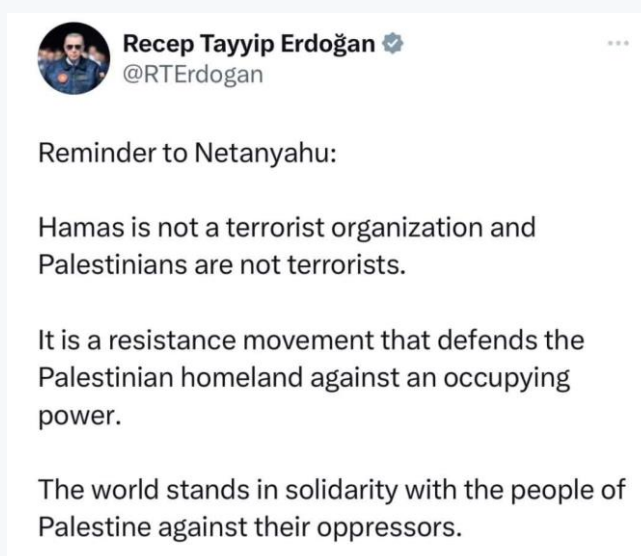 Recep Tayyip Erdoğan
@RTErdogan
Reminder to Netanyahu:
Hamas is not a terrorist organization and
Palestinians are not terrorists.
It is a resistance movement that defends the
Palestinian homeland against an occupying
power.
The world stands in solidarity with the people of
Palestine against their oppressors.